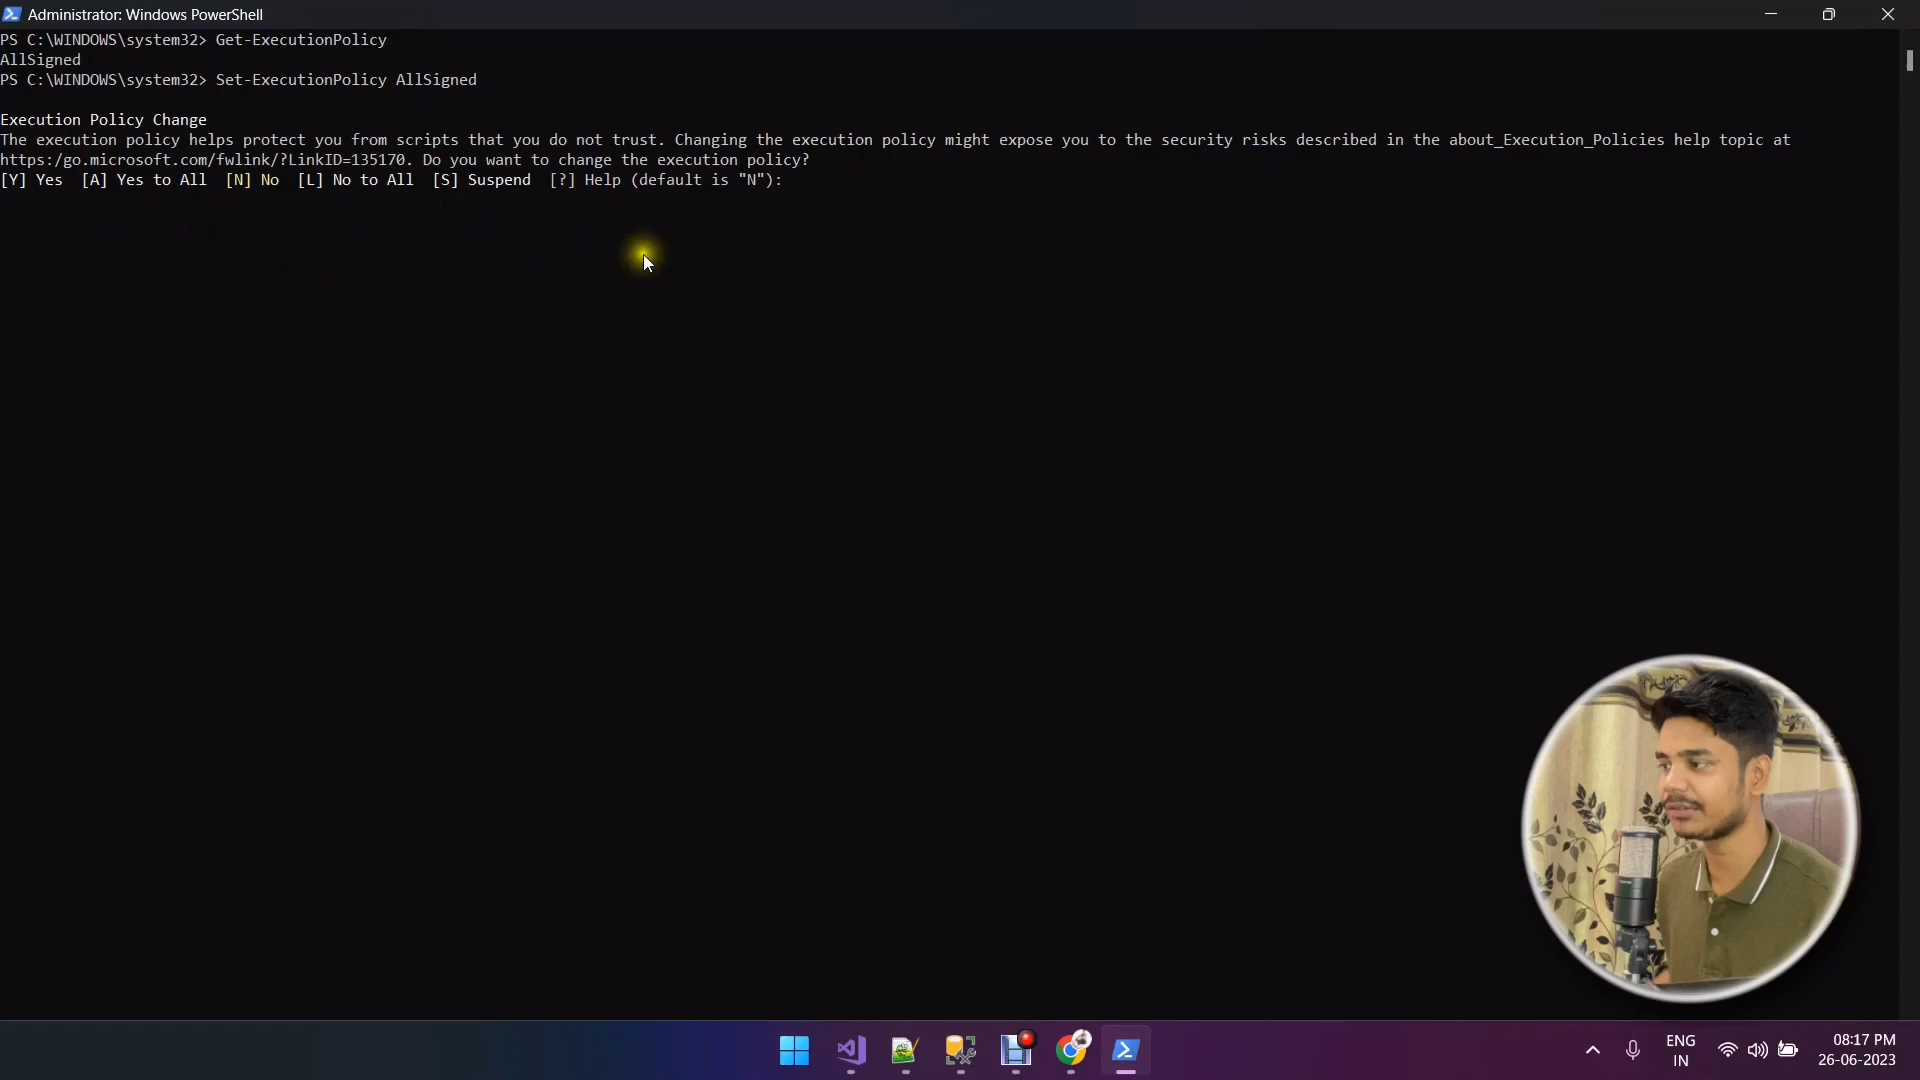 Administrator: Windows PowerShell
PS C:\WINDOWS\system32> Get-ExecutionPolicy
AllSigned
PS C:\WINDOWS\system32> Set-ExecutionPolicy AllSigned
Execution Policy Change
The execution policy helps protect you from scripts that you do not trust. Changing the execution policy might expose you to the security risks described in the about_Execution_Policies help topic at
https:/go.microsoft.com/fwlink/?LinkID=135170. Do you want to change the execution policy?
[Y] Yes  [A] Yes to All  [N] No  [L] No to All  [S] Suspend  [?] Help (default is "N"):
ENG
IN
08:17 PM
26-06-2023